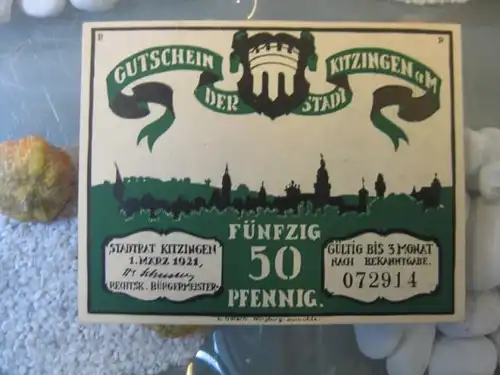 GUTSCHEIN
DER STADT
KITZINGEN a/M
FÜNFZIG
50
PFENNIG.
STADTRAT KITZINGEN
1. MÄRZ 1921,
RECHTSK. BÜRGERMEISTER
GÜLTIG BIS 3 MONAT
NACH BEKANNTGABE.
072914